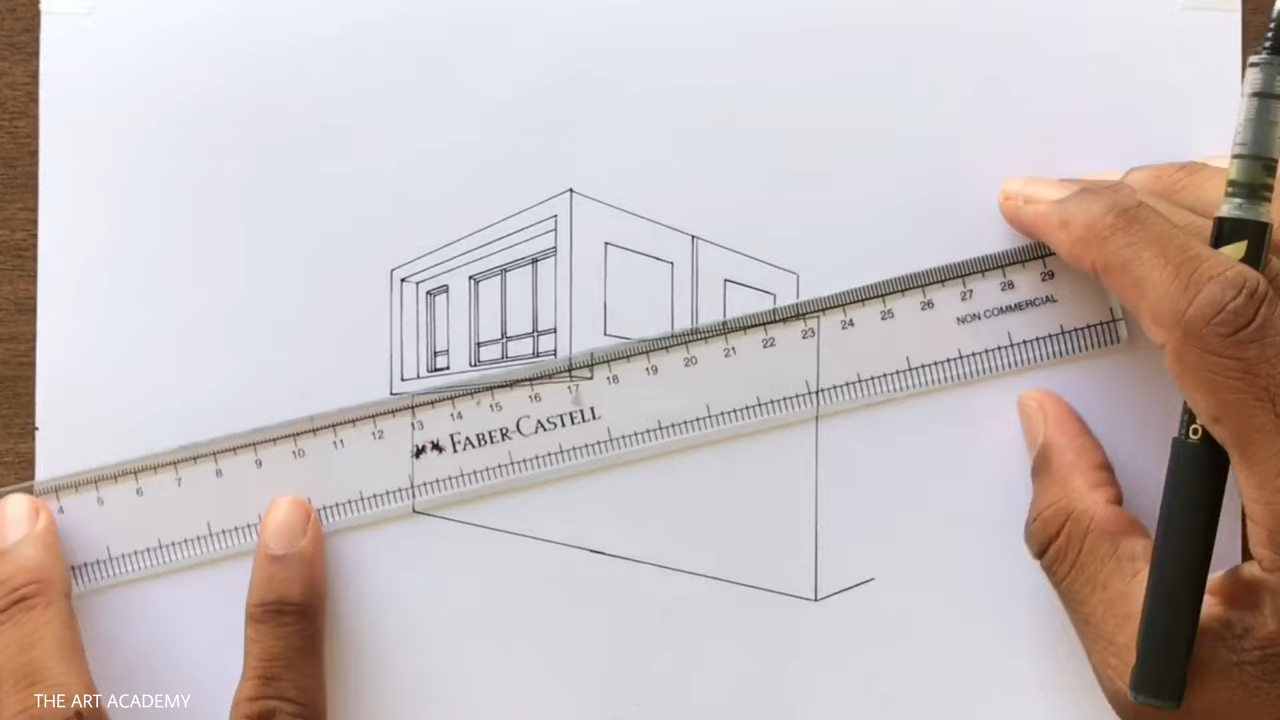 4 5 6 7 8 9 10 11 12 13 14 15 16 17 18 19 20 21 22 23 24 25 26 27 28 29
NON COMMERCIAL
FABER-CASTELL
THE ART ACADEMY